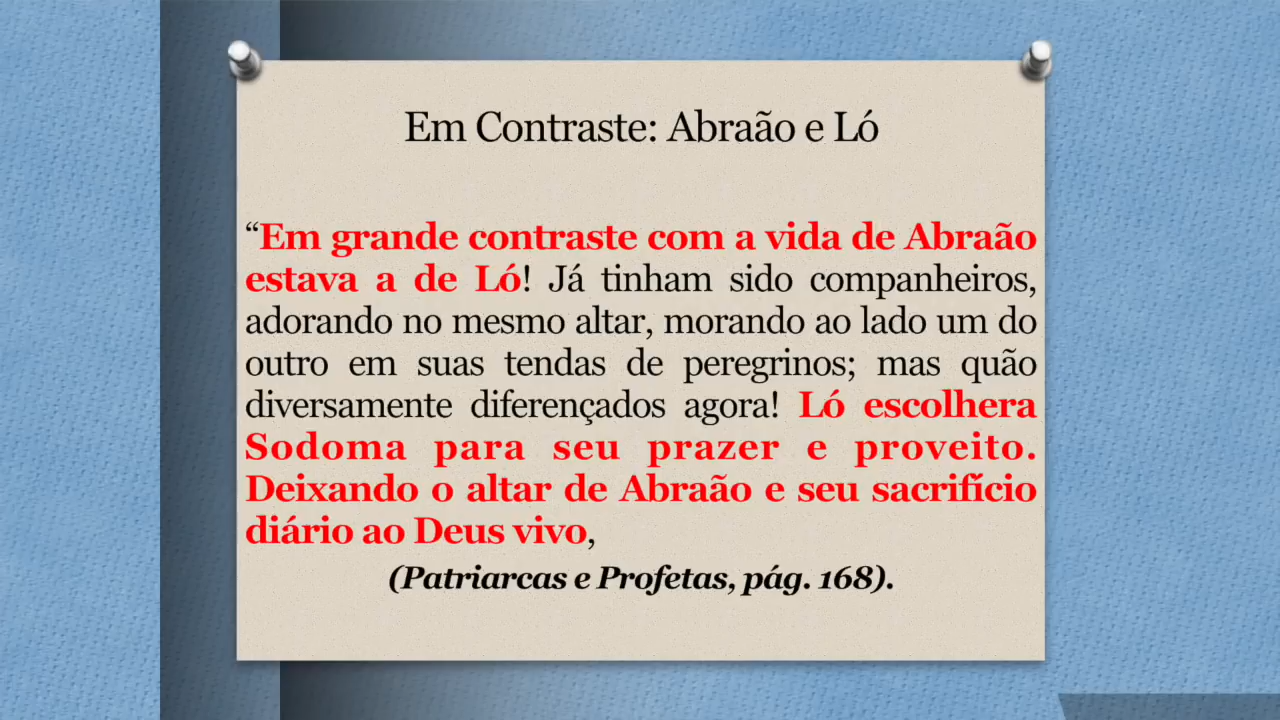 Em Contraste: Abraão e Ló
“Em grande contraste com a vida de Abraão
estava a de Ló! Já tinham sido companheiros,
adorando no mesmo altar, morando ao lado um do
outro em suas tendas de peregrinos; mas quão
diversamente diferençados agora! Ló escolhera
Sodoma para seu prazer e proveito.
Deixando o altar de Abraão e seu sacrifício
diário ao Deus vivo,
(Patriarcas e Profetas, pág. 168).